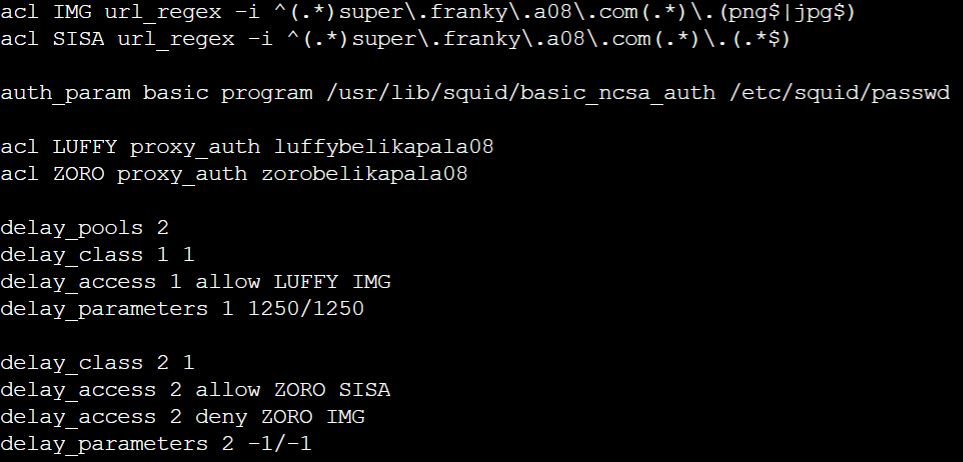 acl IMG url_regex -i ^(.*)super\.franky\.a08\.com(.*)\.(png$|jpg$)
acl SISA url_regex -i ^(.*)super\.franky\.a08\.com(.*)\.(.*$)
auth_param basic program /usr/lib/squid/basic_ncsa_auth /etc/squid/passwd
acl LUFFY proxy_auth luffybelikapala08
acl ZORO proxy_auth zorobelikapala08
delay_pools 2
delay_class 1 1
delay_access 1 allow LUFFY IMG
delay_parameters 1 1250/1250
delay_class 2 1
delay_access 2 allow ZORO SISA
delay_access 2 deny ZORO IMG
delay_parameters 2 -1/-1